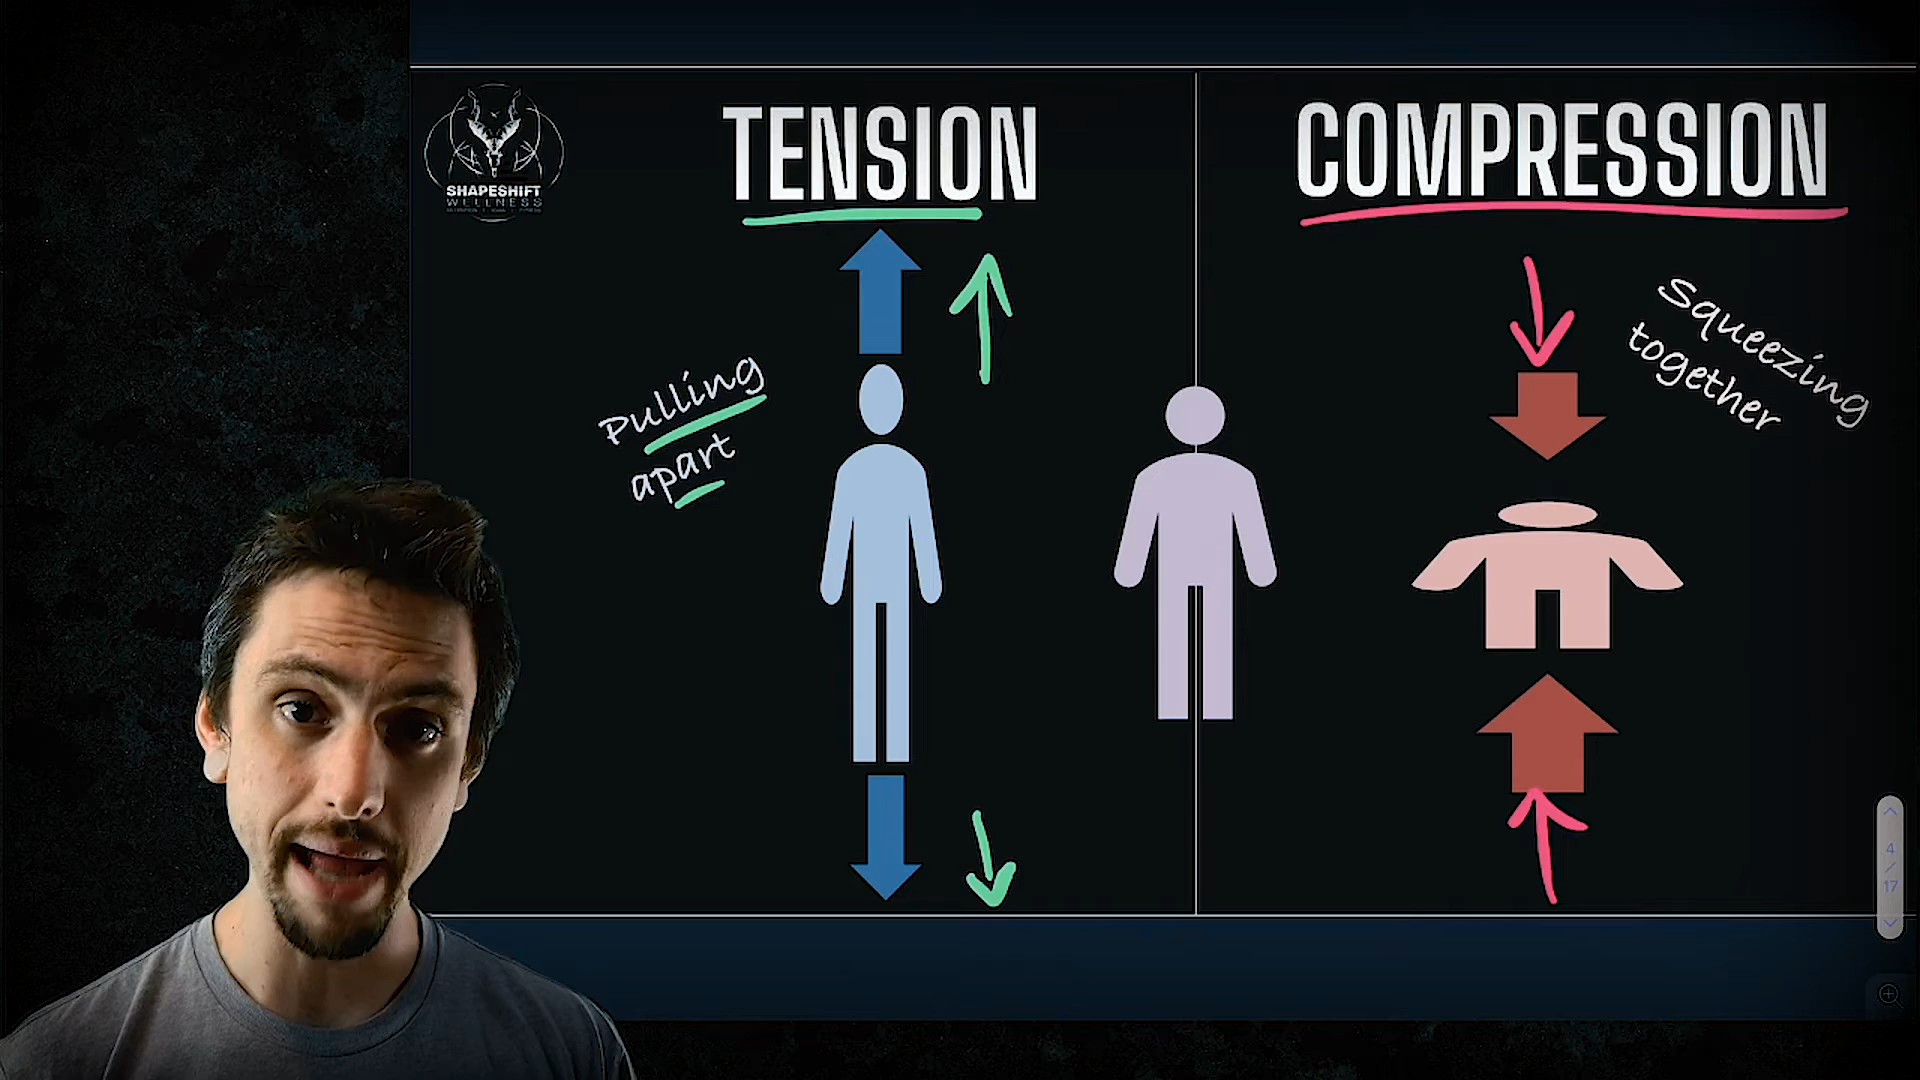 SHAPESHIFT
WELLNESS
TENSION
Pulling
apart
COMPRESSION
Squeezing
together
4
/
17